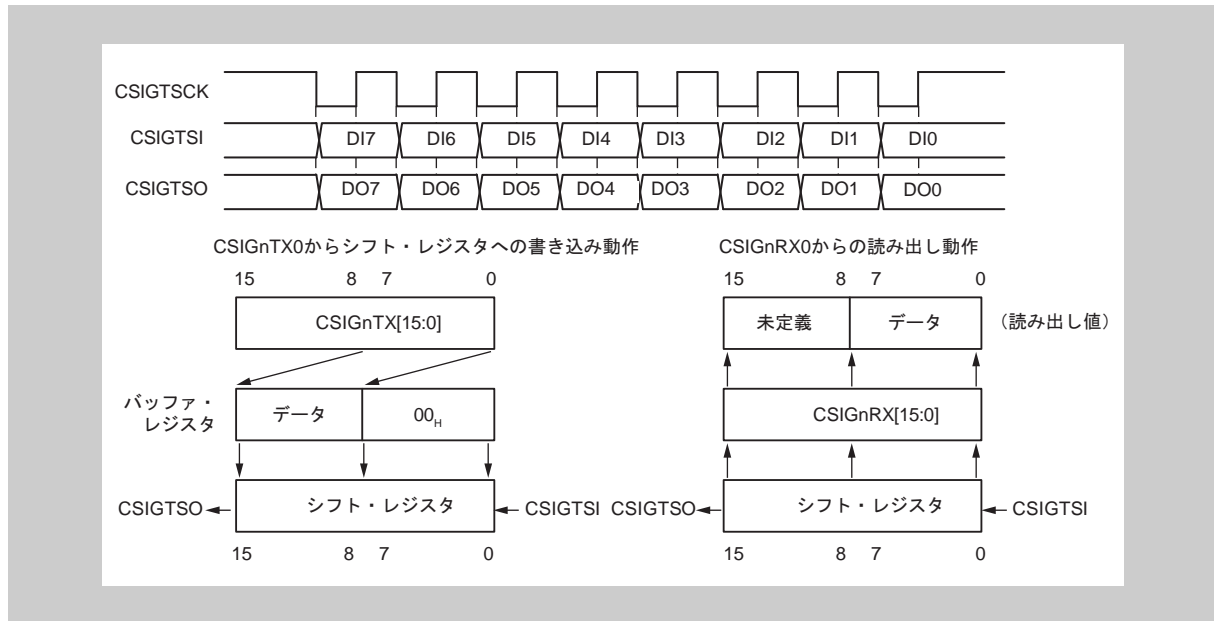 CSIGTSCK
CSIGTSI DI7 DI6 DI5 DI4 DI3 DI2 DI1 DI0
CSIGTSO DO7 DO6 DO5 DO4 DO3 DO2 DO1 DO0
CSIGnTX0からシフト・レジスタへの書き込み動作
15 8 7 0
CSIGnTX[15:0]
バッファ・
レジスタ
データ 00H
CSIGTSO シフト・レジスタ CSIGTSI
15 8 7 0
CSIGnRX0からの読み出し動作
15 8 7 0
未定義 データ (読み出し値)
CSIGnRX[15:0]
CSIGTSO シフト・レジスタ CSIGTSI
15 8 7 0